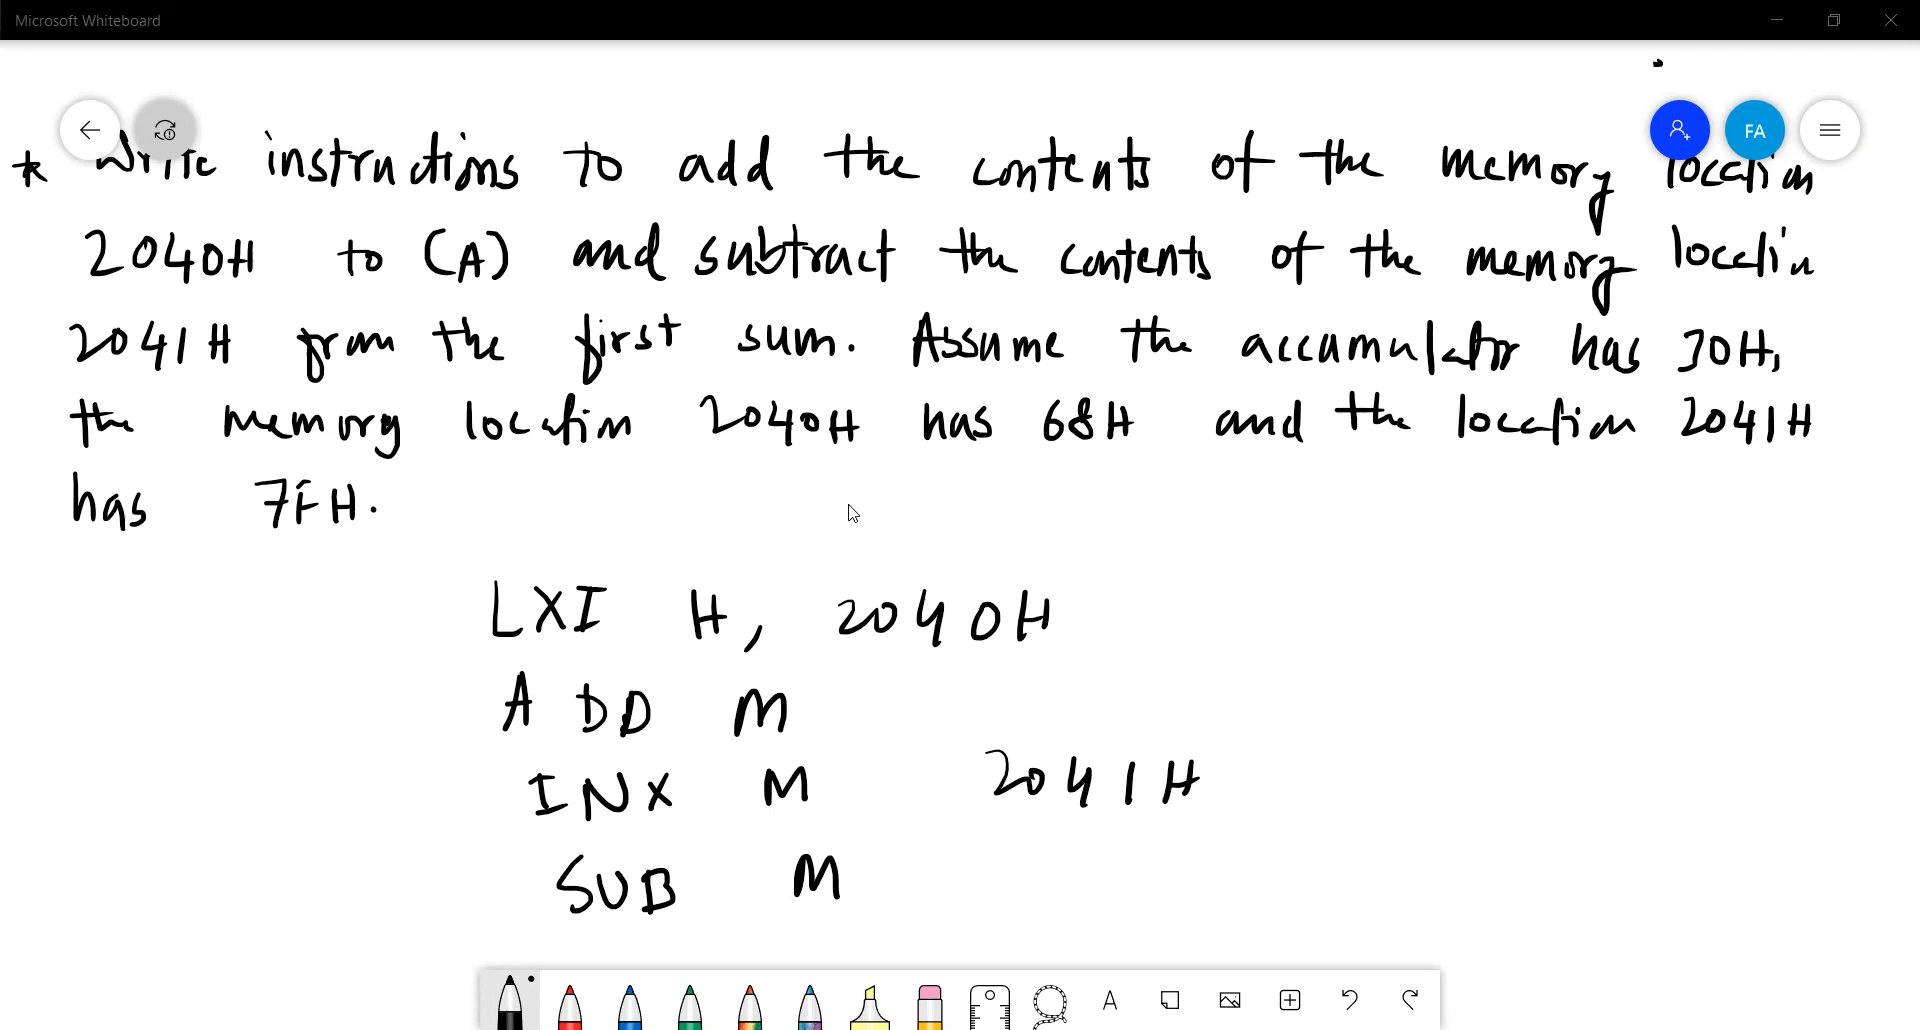 Microsoft Whiteboard
FA
* Write instructions to add the contents of the memory location
2040H to (A) and subtract the contents of the memory location
2041H from the first sum. Assume the accumulator has 30H,
the memory location 2040H has 68H and the location 2041H
has 7FH.
LXI H, 2040H
ADD M
INX M 2041H
SUB M
A